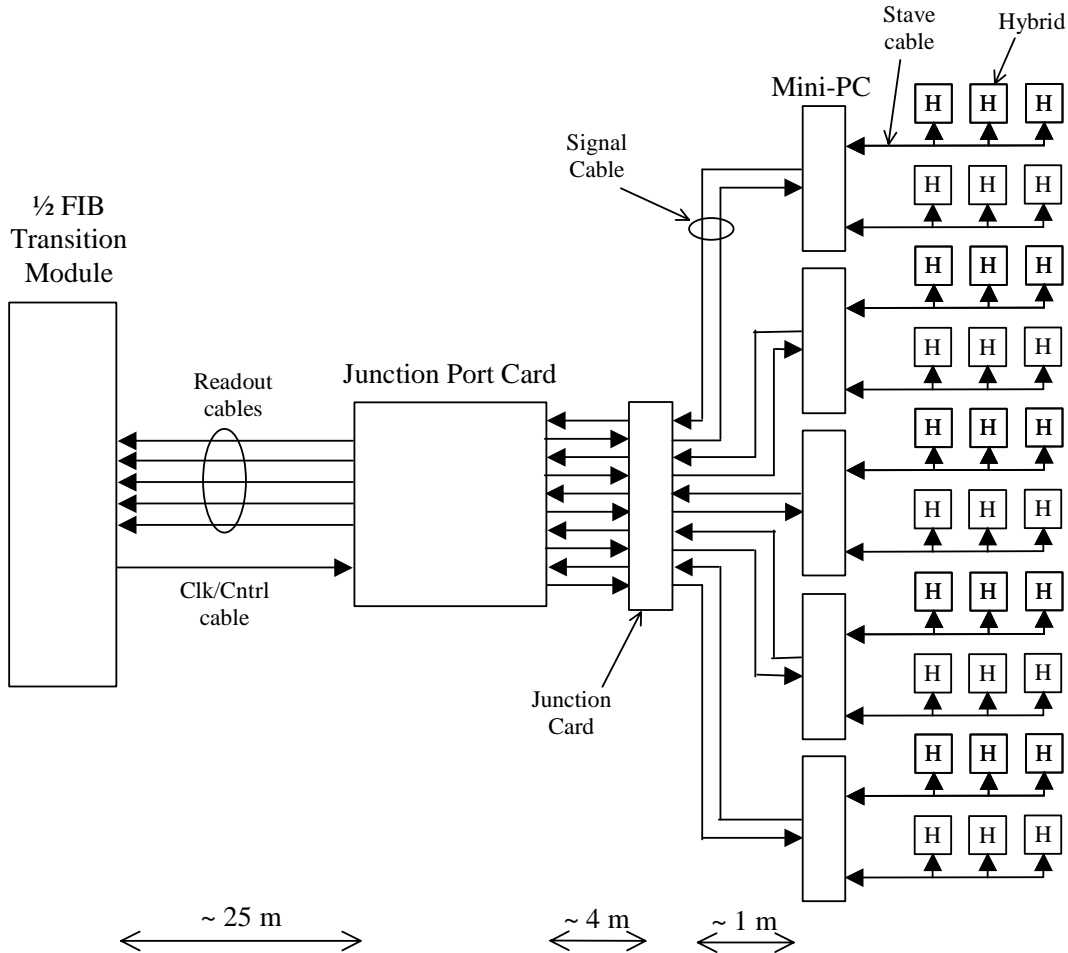 Stave
cable
Hybrid
Mini-PC
H H H
Signal
Cable
H H H
½ FIB
Transition
Module
H H H
H H H
Junction Port Card
Readout
cables
H H H
H H H
Clk/Cntrl
cable
H H H
H H H
Junction
Card
H H H
H H H
~ 25 m
~ 4 m
~ 1 m